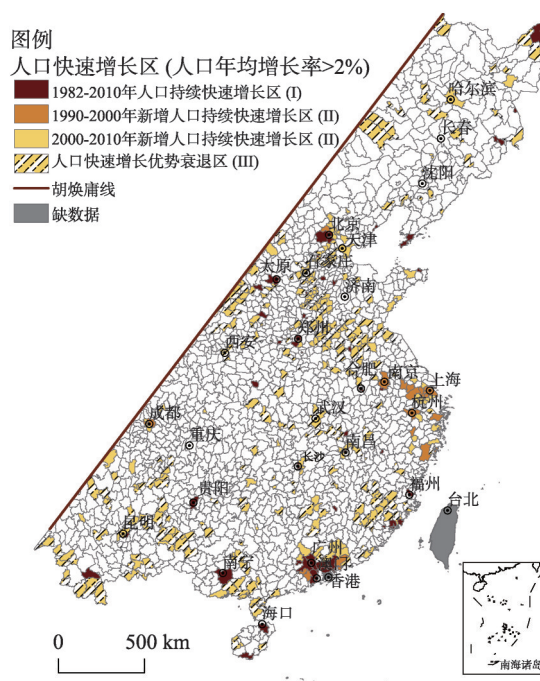 图例
人口快速增长区 (人口年均增长率>2%)
1982-2010年人口持续快速增长区 (I)
1990-2000年新增人口持续快速增长区 (II)
2000-2010年新增人口持续快速增长区 (II)
人口快速增长优势衰退区 (III)
胡焕庸线
缺数据
哈尔滨
长春
沈阳
北京
天津
石家庄
太原
济南
郑州
西安
合肥
南京
上海
杭州
成都
武汉
重庆
南昌
长沙
贵阳
福州
台北
昆明
广州
南宁
香港
海口
0 500 km
南海诸岛